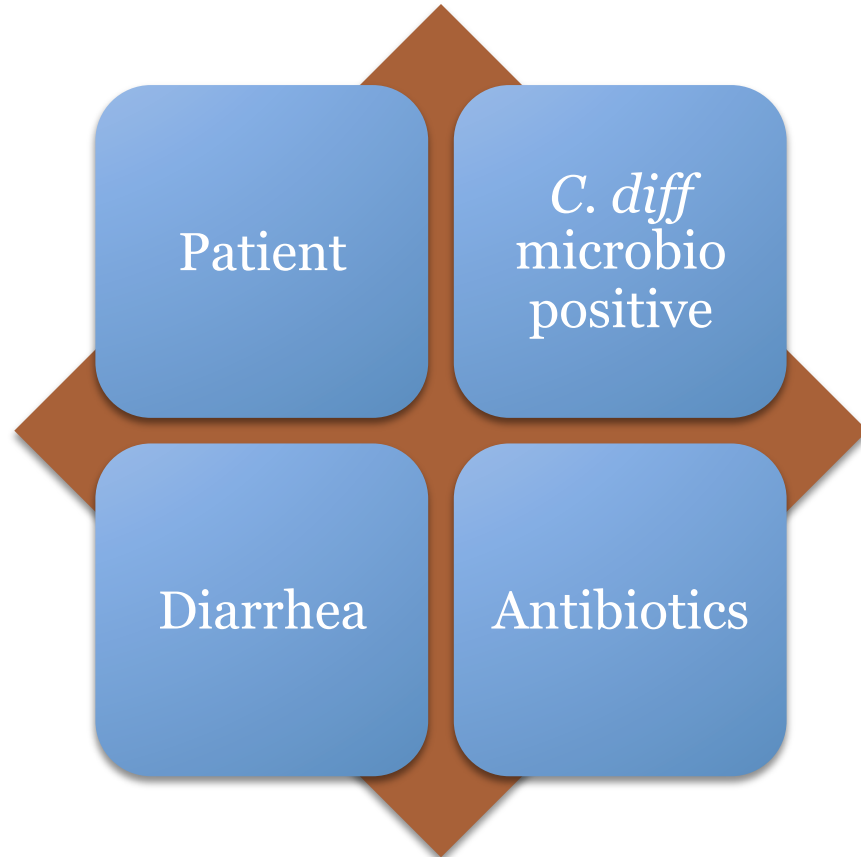 Patient
C. diff
microbio
positive
Diarrhea
Antibiotics